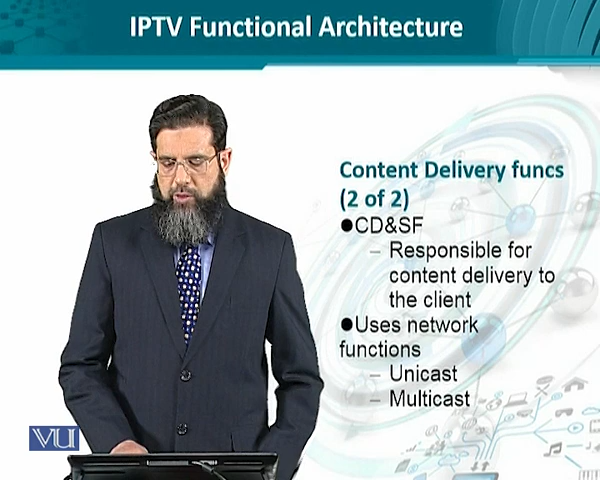 IPTV Functional Architecture
Content Delivery funcs
(2 of 2)
●CD&SF
– Responsible for
content delivery to
the client
●Uses network
functions
– Unicast
– Multicast
VU